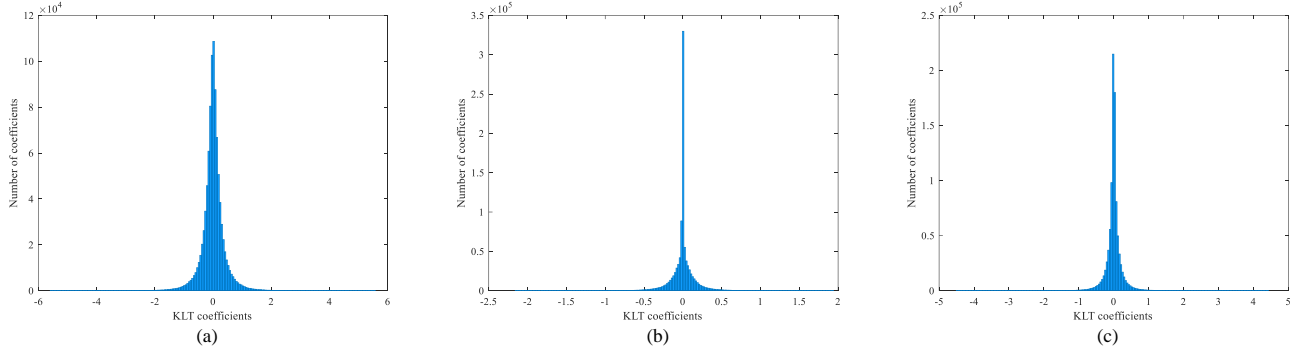 ×10^4
12
10
8
6
4
2
0
Number of coefficients
-6 -4 -2 0 2 4 6
KLT coefficients
(a)
×10^5
3.5
3
2.5
2
1.5
1
0.5
0
Number of coefficients
-2.5 -2 -1.5 -1 -0.5 0 0.5 1 1.5 2
KLT coefficients
(b)
×10^5
2.5
2
1.5
1
0.5
0
Number of coefficients
-5 -4 -3 -2 -1 0 1 2 3 4 5
KLT coefficients
(c)